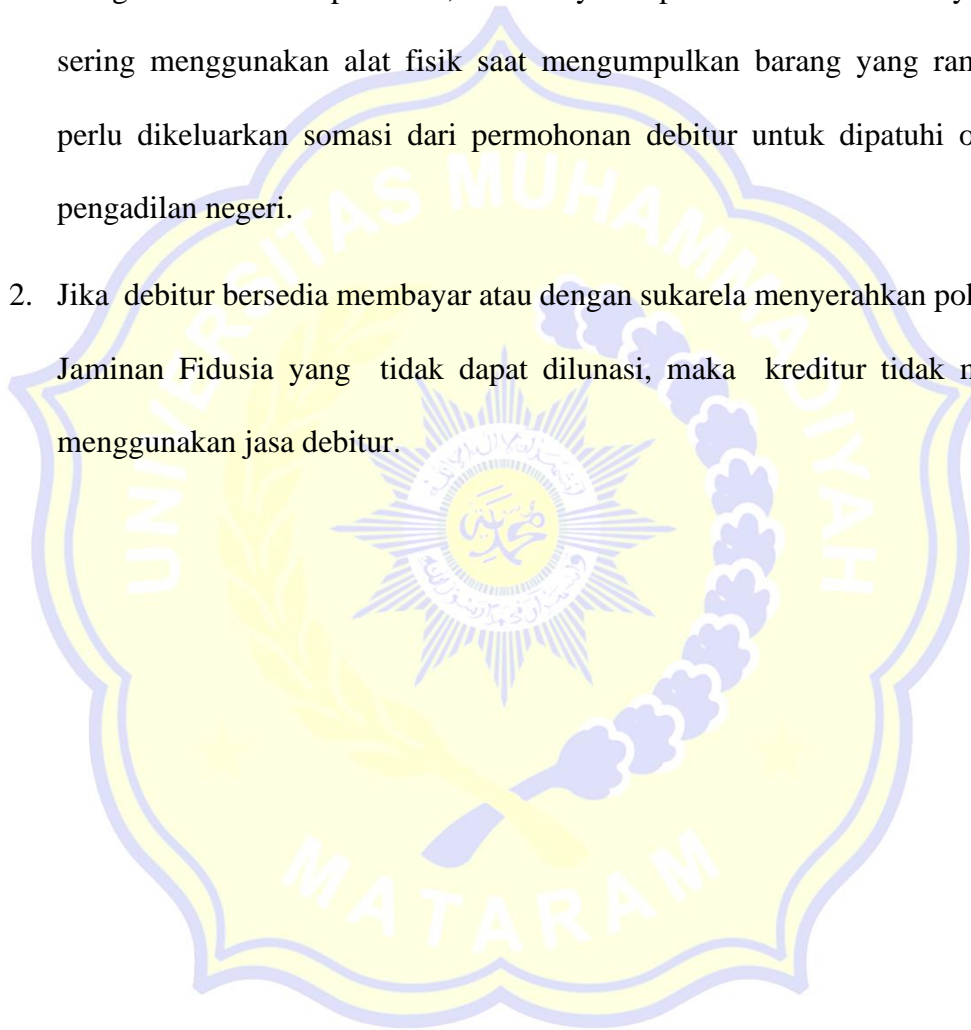 sering menggunakan alat fisik saat mengumpulkan barang yang
perlu dikeluarkan somasi dari permohonan debitur untuk dipatuhi
pengadilan negeri.
2. Jika debitur bersedia membayar atau dengan sukarela menyerahkan
Jaminan Fidusia yang tidak dapat dilunasi, maka kreditur tidak
menggunakan jasa debitur.
UNIVERSITAS MUHAMMADIYAH
MATARAM